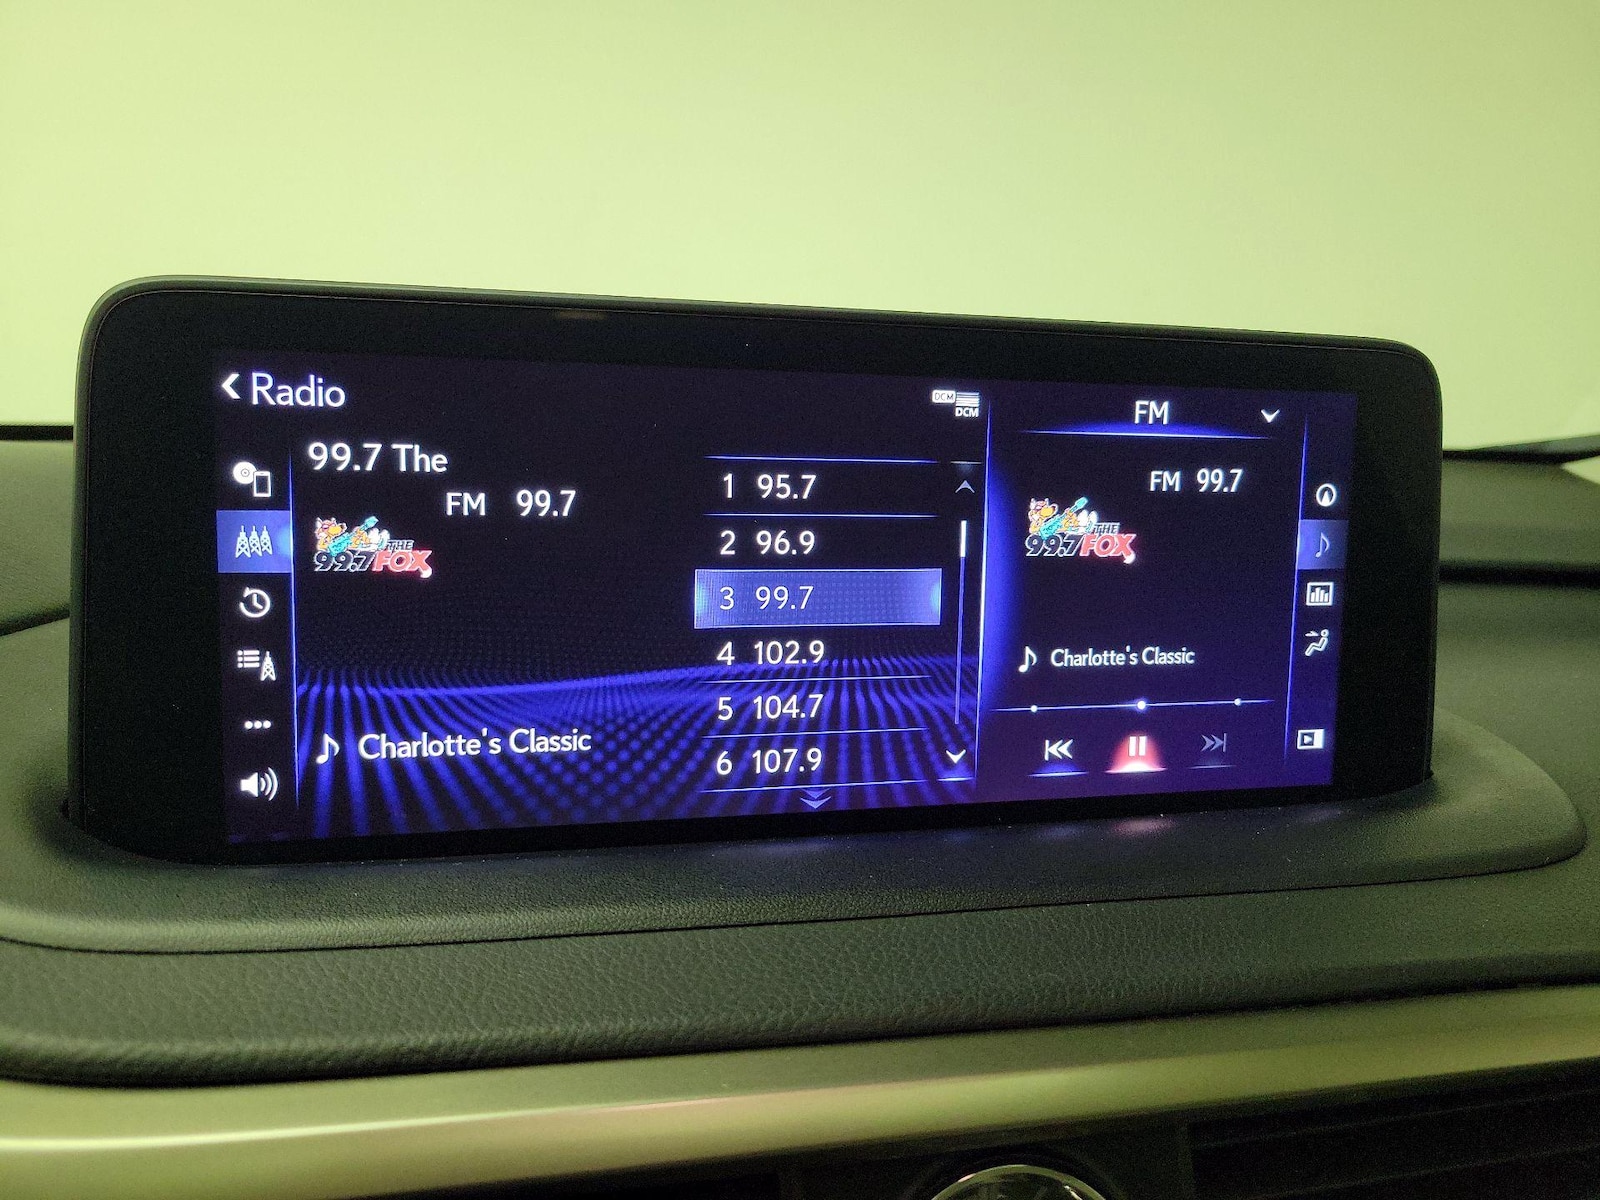 Radio
DCM
DCM
99.7 The
FM 99.7
THE
99.7 FOX
Charlotte's Classic
1 95.7
2 96.9
3 99.7
4 102.9
5 104.7
6 107.9
FM
FM 99.7
THE
99.7 FOX
Charlotte's Classic